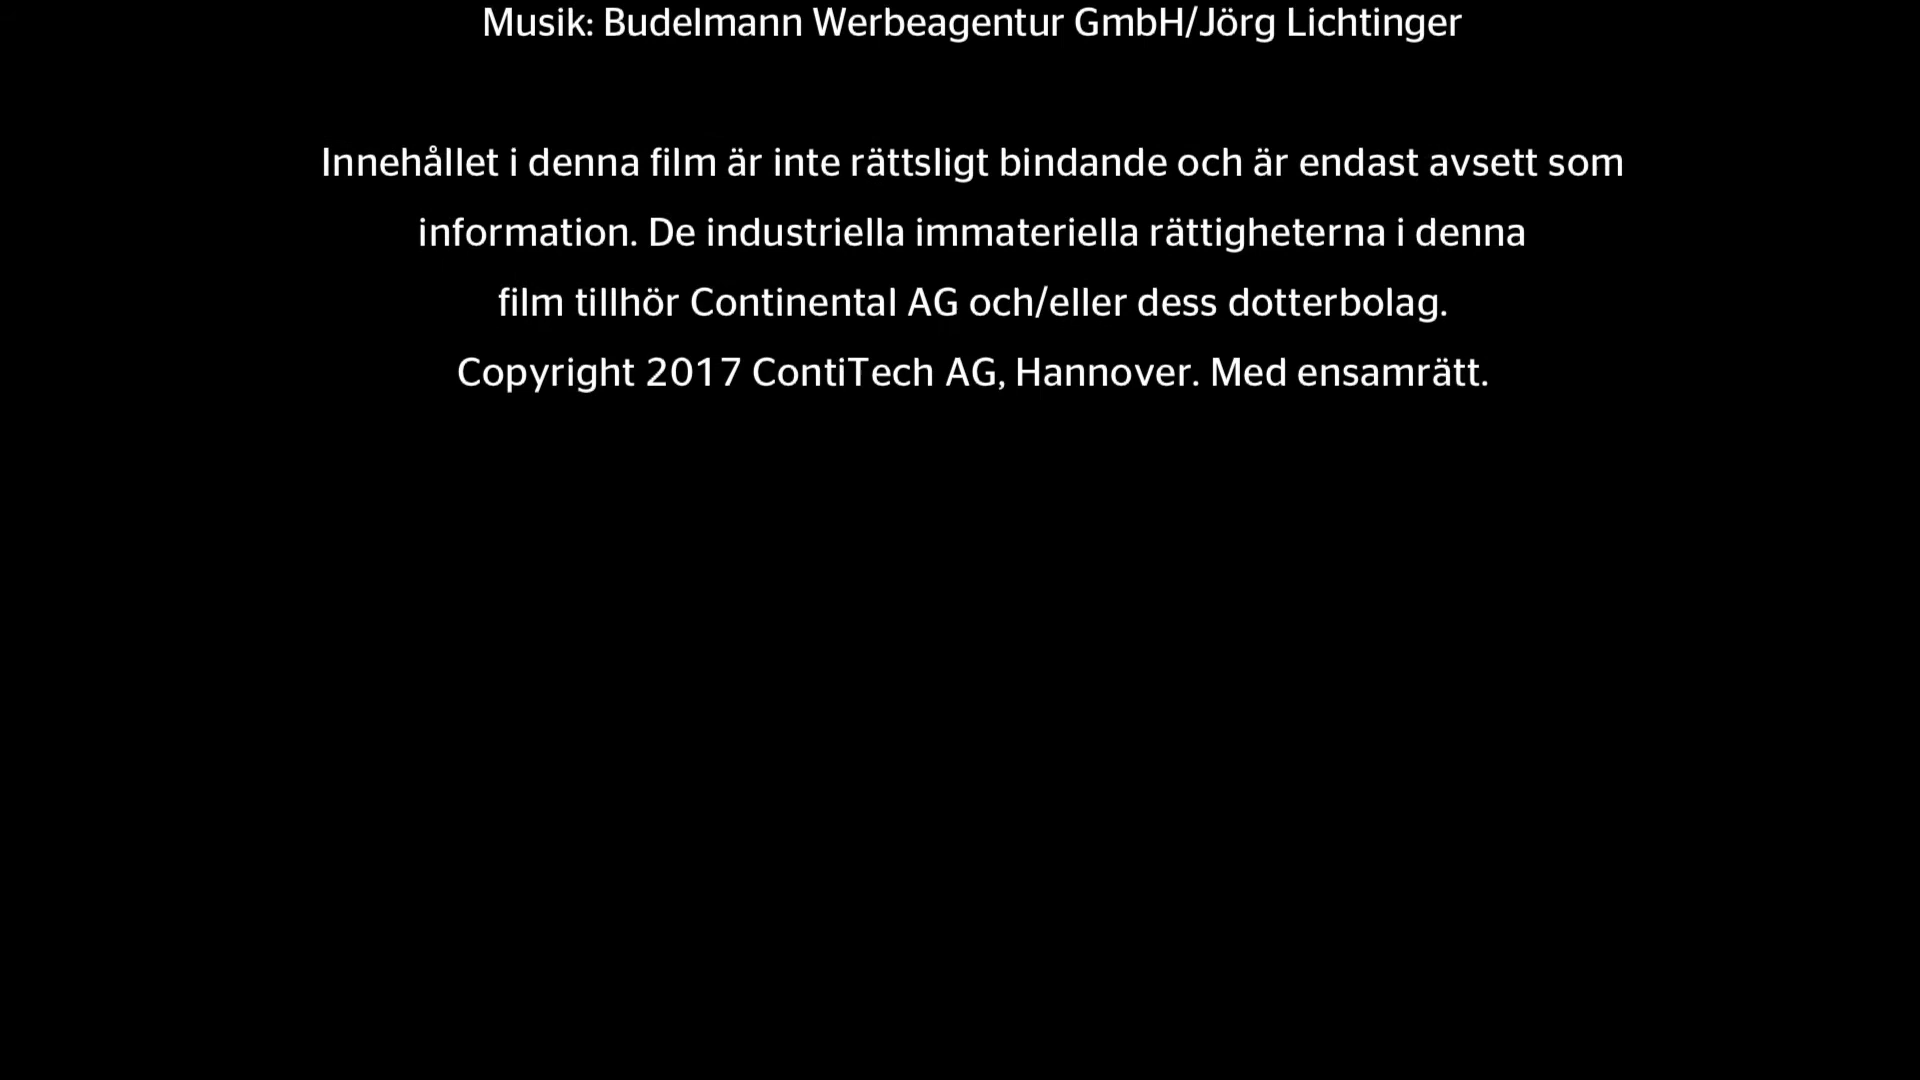 Musik: Budelmann Werbeagentur GmbH/Jörg Lichtinger
Innehållet i denna film är inte rättsligt bindande och är endast avsett som
information. De industriella immateriella rättigheterna i denna
film tillhör Continental AG och/eller dess dotterbolag.
Copyright 2017 ContiTech AG, Hannover. Med ensamrätt.